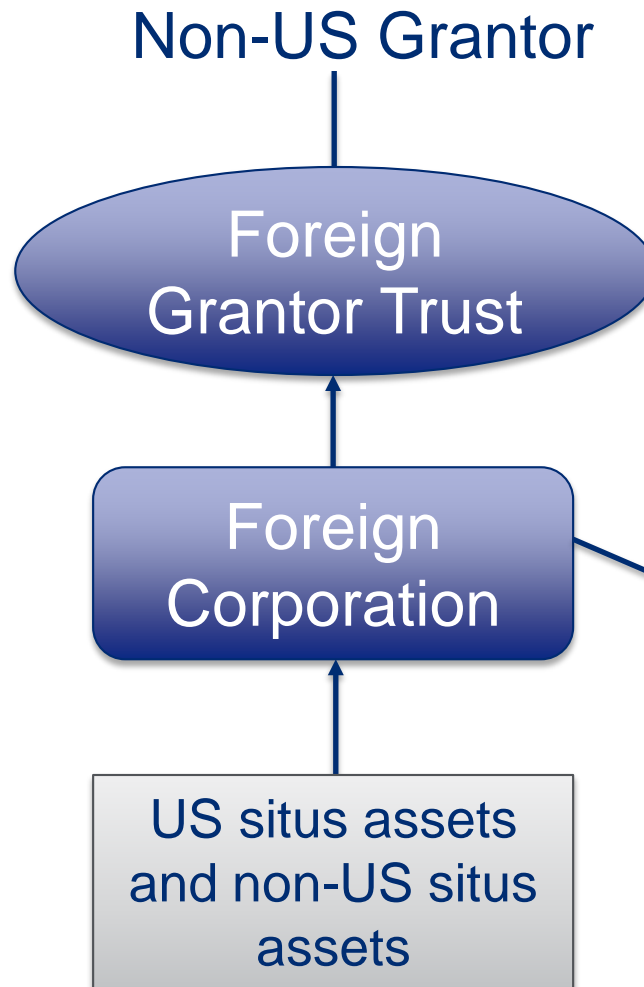 Non-US Grantor
Foreign
Grantor Trust
Foreign
Corporation
US situs assets
and non-US situs
assets